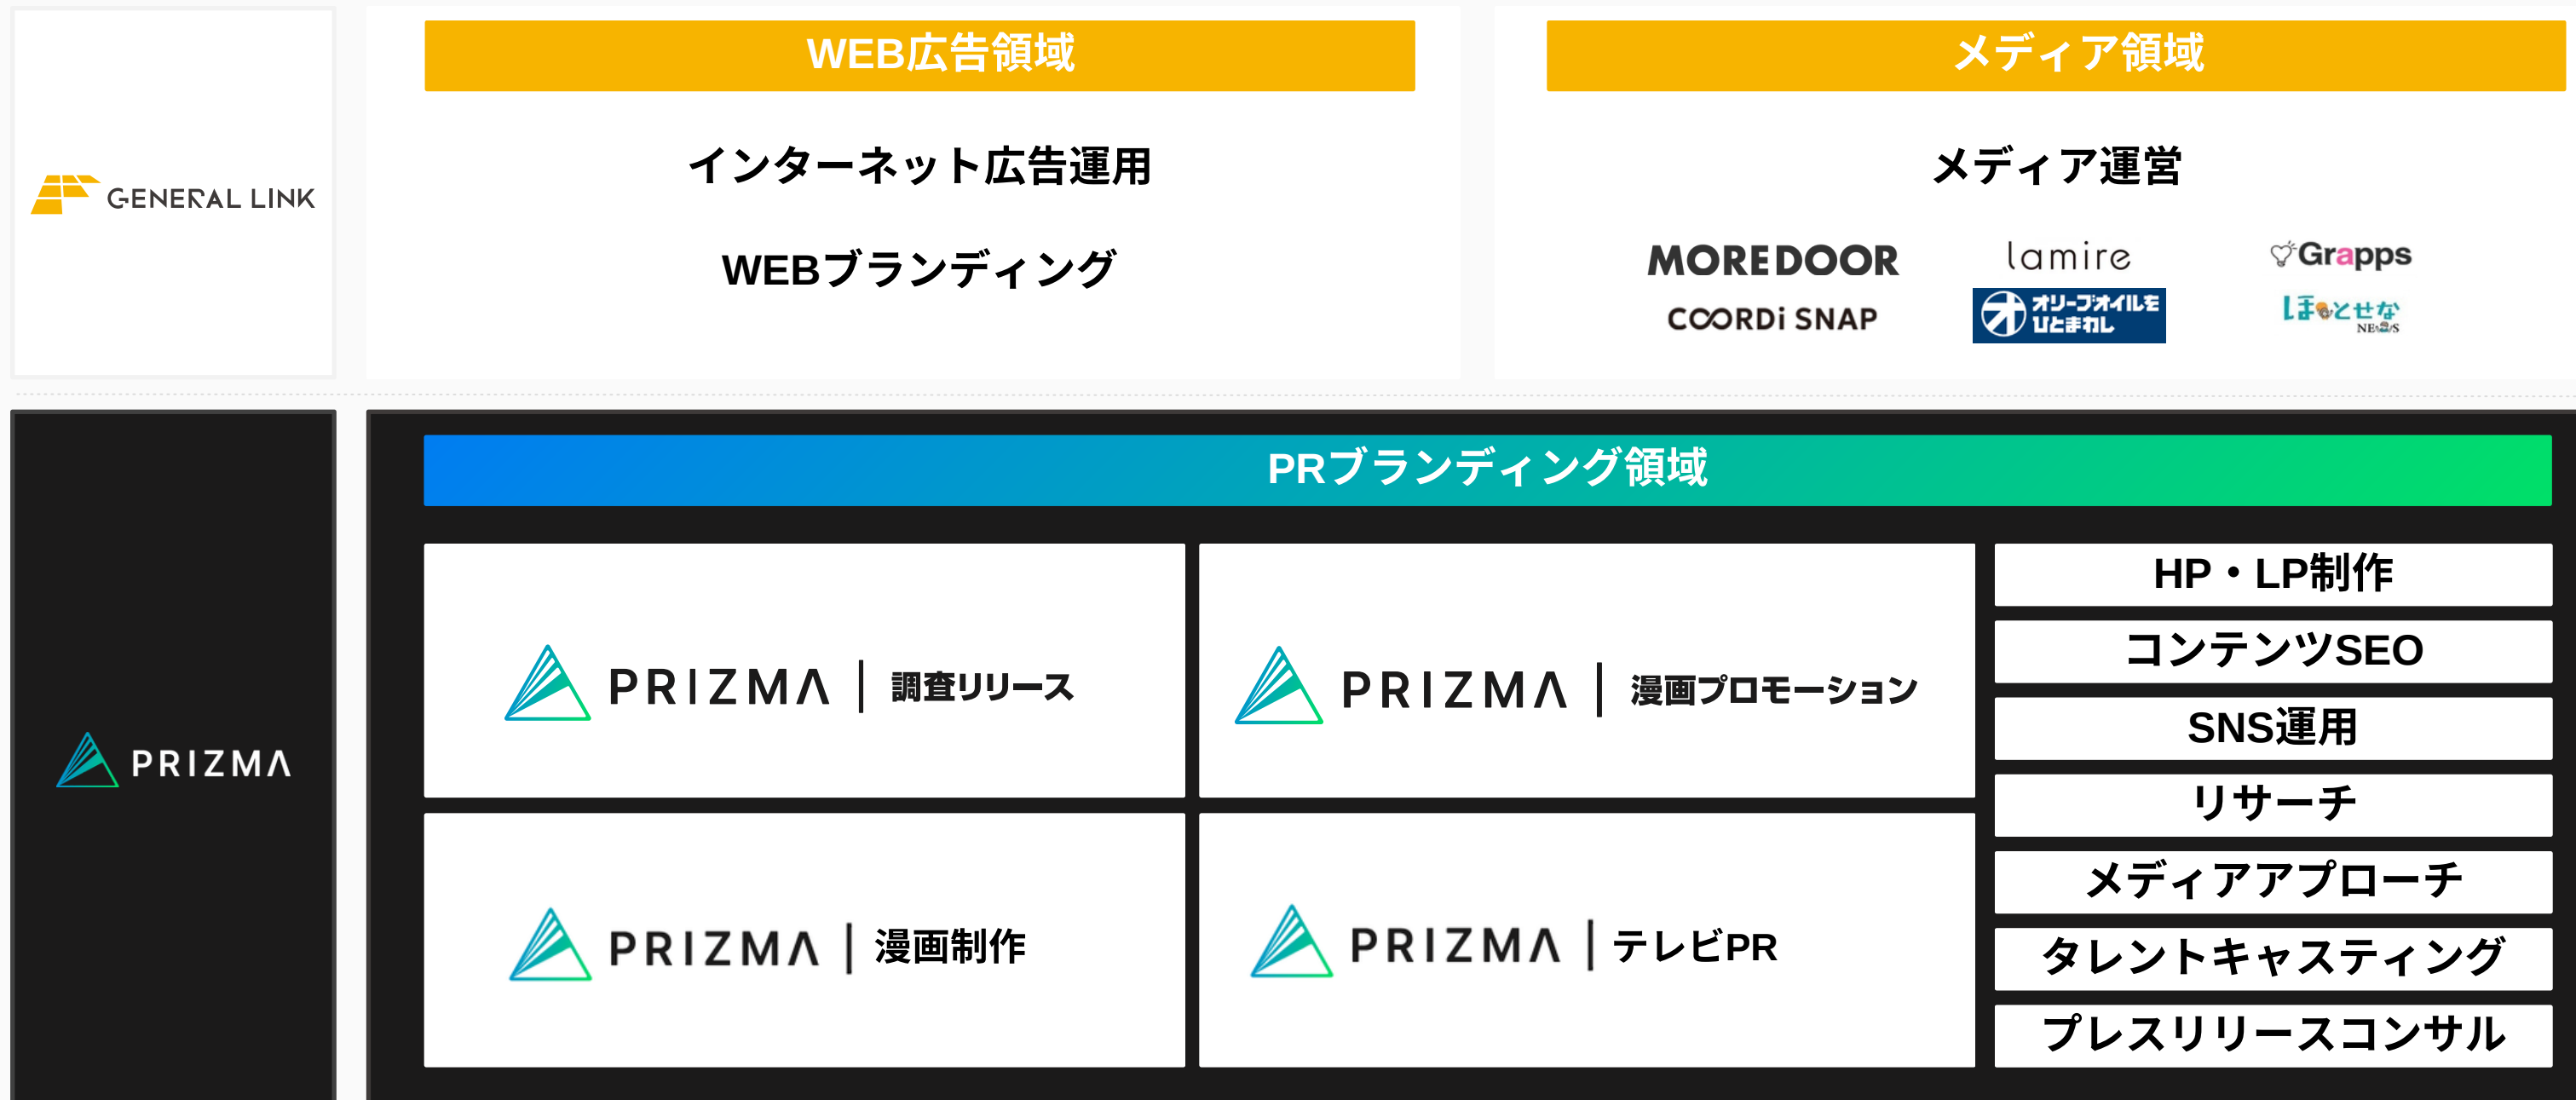 GENERAL LINK
WEB広告領域
インターネット広告運用
WEBブランディング
メディア領域
メディア運営
MOREDOOR
lamire
Grapps
COORDi SNAP
オリーブオイルを
ひとまわし
ほとせな
NEWS
PRIZMA
PRブランディング領域
PRIZMA | 調査リリース
PRIZMA | 漫画プロモーション
PRIZMA | 漫画制作
PRIZMA | テレビPR
HP・LP制作
コンテンツSEO
SNS運用
リサーチ
メディアアプローチ
タレントキャスティング
プレスリリースコンサル